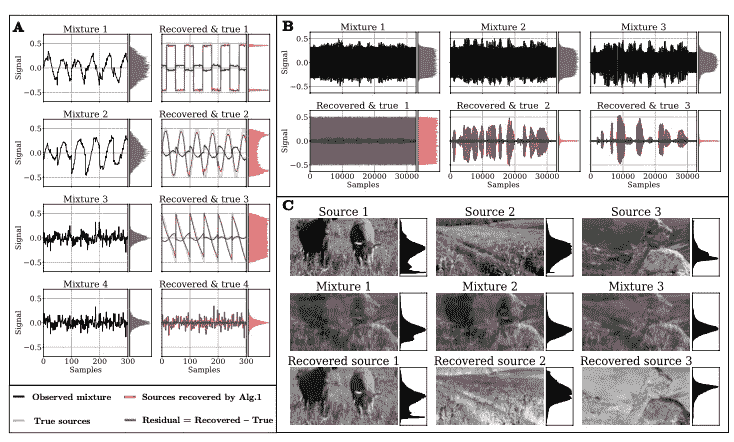 A
Mixture 1
Recovered & true 1
0.5
0.0
−0.5
Signal
Mixture 2
Recovered & true 2
0.5
0.0
−0.5
Signal
Mixture 3
Recovered & true 3
0.5
0.0
−0.5
Signal
Mixture 4
Recovered & true 4
0.5
0.0
−0.5
Signal
0 100 200 300
0 100 200 300
Samples
Samples
Observed mixture
Sources recovered by Alg.1
True sources
Residual = Recovered − True
B
Mixture 1
Mixture 2
Mixture 3
0.5
0.0
−0.5
Signal
Recovered & true 1
Recovered & true 2
Recovered & true 3
0.5
0.0
−0.5
Signal
0 10000 20000 30000
0 10000 20000 30000
0 10000 20000 30000
Samples
Samples
Samples
C
Source 1
Source 2
Source 3
Mixture 1
Mixture 2
Mixture 3
Recovered source 1
Recovered source 2
Recovered source 3